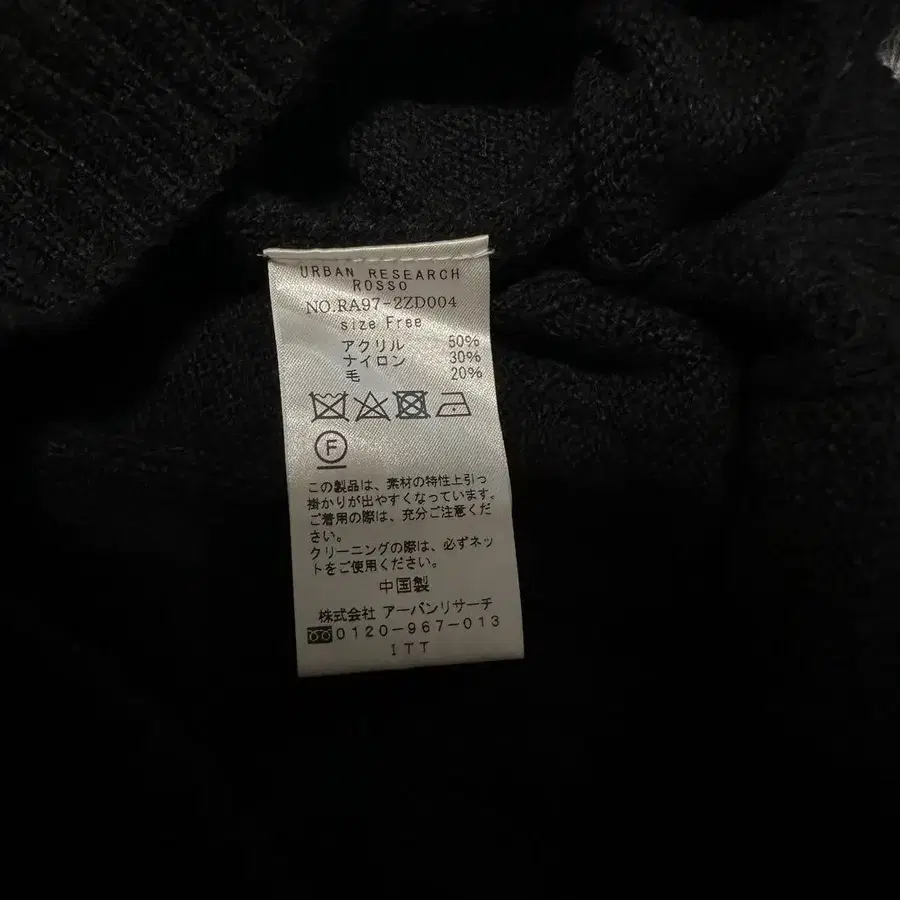 URBAN RESEARCH
ROSSO
NO.RA97-2ZD004
size Free
アクリル 50%
ナイロン 30%
毛 20%
F
この製品は、素材の特性上引っ
掛かりが出やすくなっています。
ご着用の際は、充分ご注意くだ
さい。
クリーニングの際は、必ずネッ
トをご使用ください。
中国製
株式会社 アーバンリサーチ
0120-967-013
ITT